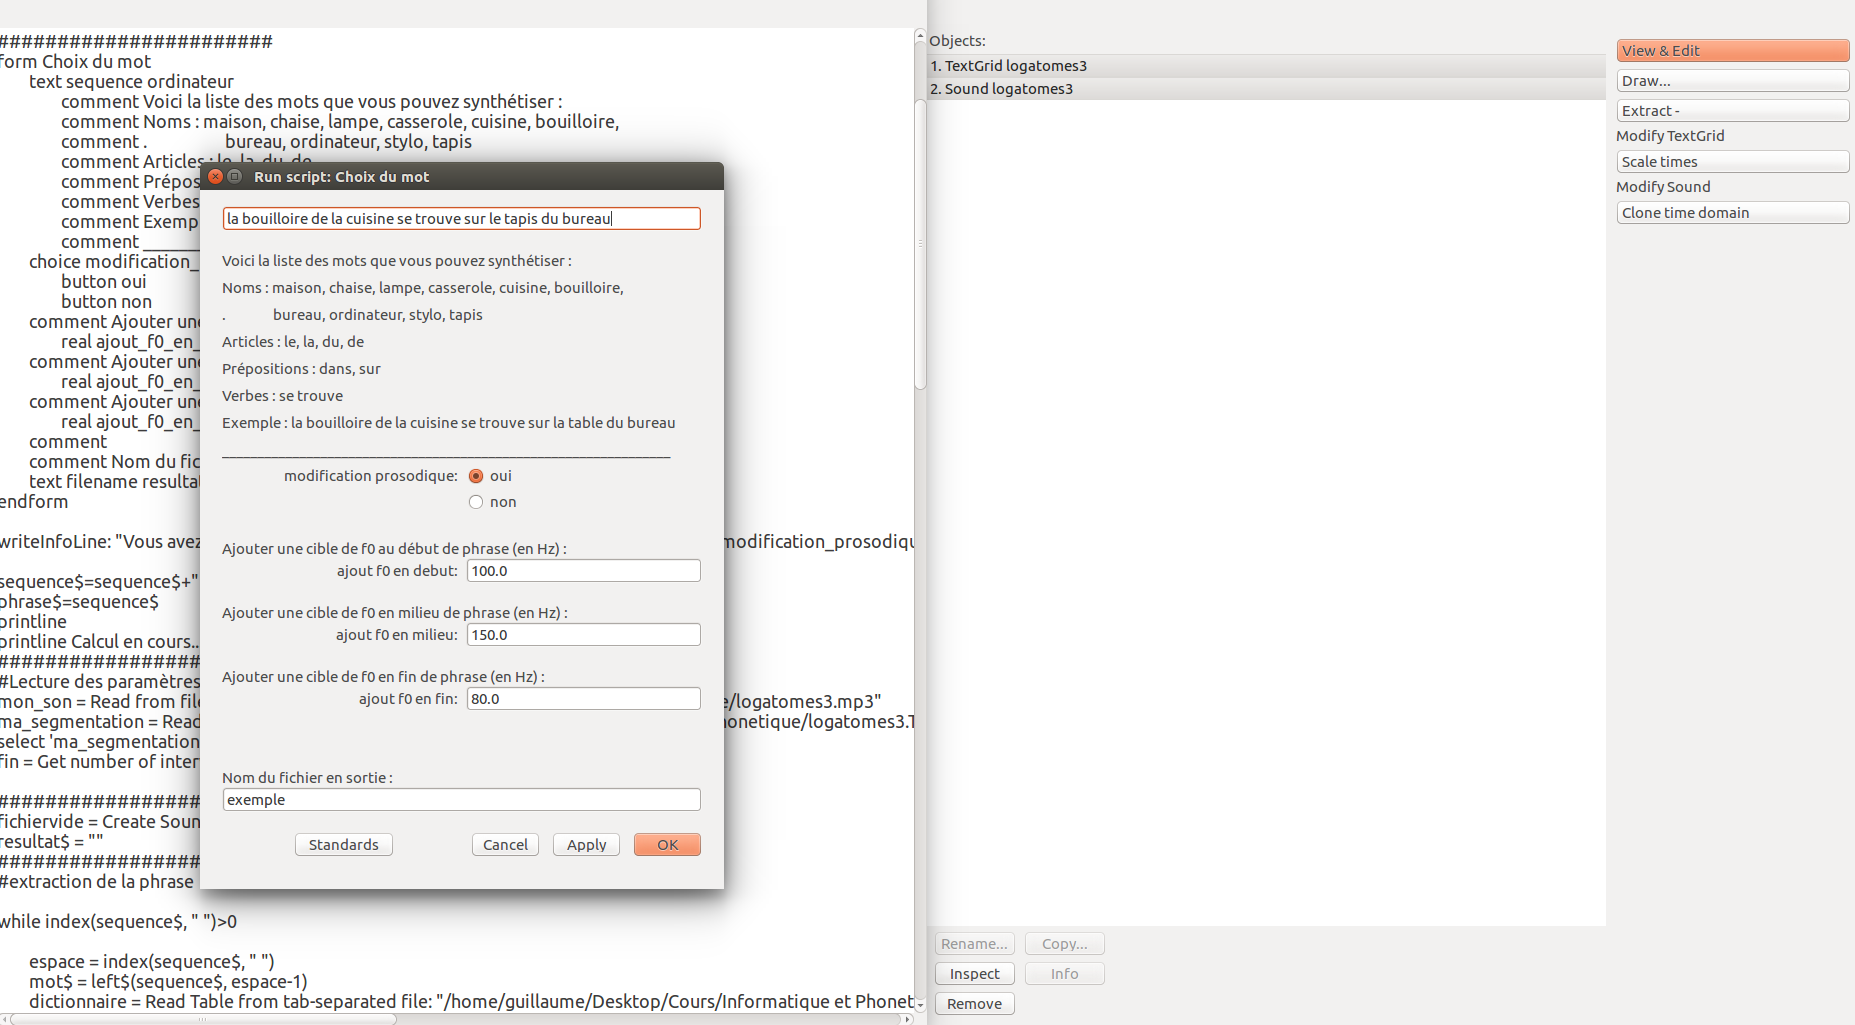 ########################
form Choix du mot
text sequence ordinateur
comment Voici la liste des mots que vous pouvez synthétiser :
comment Noms : maison, chaise, lampe, casserole, cuisine, bouilloire,
comment . bureau, ordinateur, stylo, tapis
comment Articles : le, la, du, de
comment Prépos
comment Verbes
comment Exemp
comment
choice modification_
button oui
button non
comment Ajouter une
real ajout_f0_en_
comment Ajouter une
real ajout_f0_en_
comment Ajouter une
real ajout_f0_en_
comment
comment Nom du fic
text filename resultat
endform
writeInfoLine: "Vous avez modification_prosodiqu
sequence$=sequence$+"
phrase$=sequence$
printline
printline Calcul en cours..
#Lecture des paramètres
mon_son = Read from file e/logatomes3.mp3"
ma_segmentation = Read honetique/logatomes3.T
select 'ma_segmentation
fin = Get number of inter
fichiervide = Create Soun
resultat$ = ""
#extraction de la phrase
while index(sequence$, " ")>0
espace = index(sequence$, " ")
mot$ = left$(sequence$, espace-1)
dictionnaire = Read Table from tab-separated file: "/home/guillaume/Desktop/Cours/Informatique et Phonet
Run script: Choix du mot
la bouilloire de la cuisine se trouve sur le tapis du bureau
Voici la liste des mots que vous pouvez synthétiser :
Noms : maison, chaise, lampe, casserole, cuisine, bouilloire,
. bureau, ordinateur, stylo, tapis
Articles : le, la, du, de
Prépositions : dans, sur
Verbes : se trouve
Exemple : la bouilloire de la cuisine se trouve sur la table du bureau
modification prosodique: oui
non
Ajouter une cible de f0 au début de phrase (en Hz) :
ajout f0 en debut: 100.0
Ajouter une cible de f0 en milieu de phrase (en Hz) :
ajout f0 en milieu: 150.0
Ajouter une cible de f0 en fin de phrase (en Hz) :
ajout f0 en fin: 80.0
Nom du fichier en sortie :
exemple
Standards Cancel Apply OK
Objects:
1. TextGrid logatomes3
2. Sound logatomes3
View & Edit
Draw...
Extract -
Modify TextGrid
Scale times
Modify Sound
Clone time domain
Rename... Copy...
Inspect Info
Remove